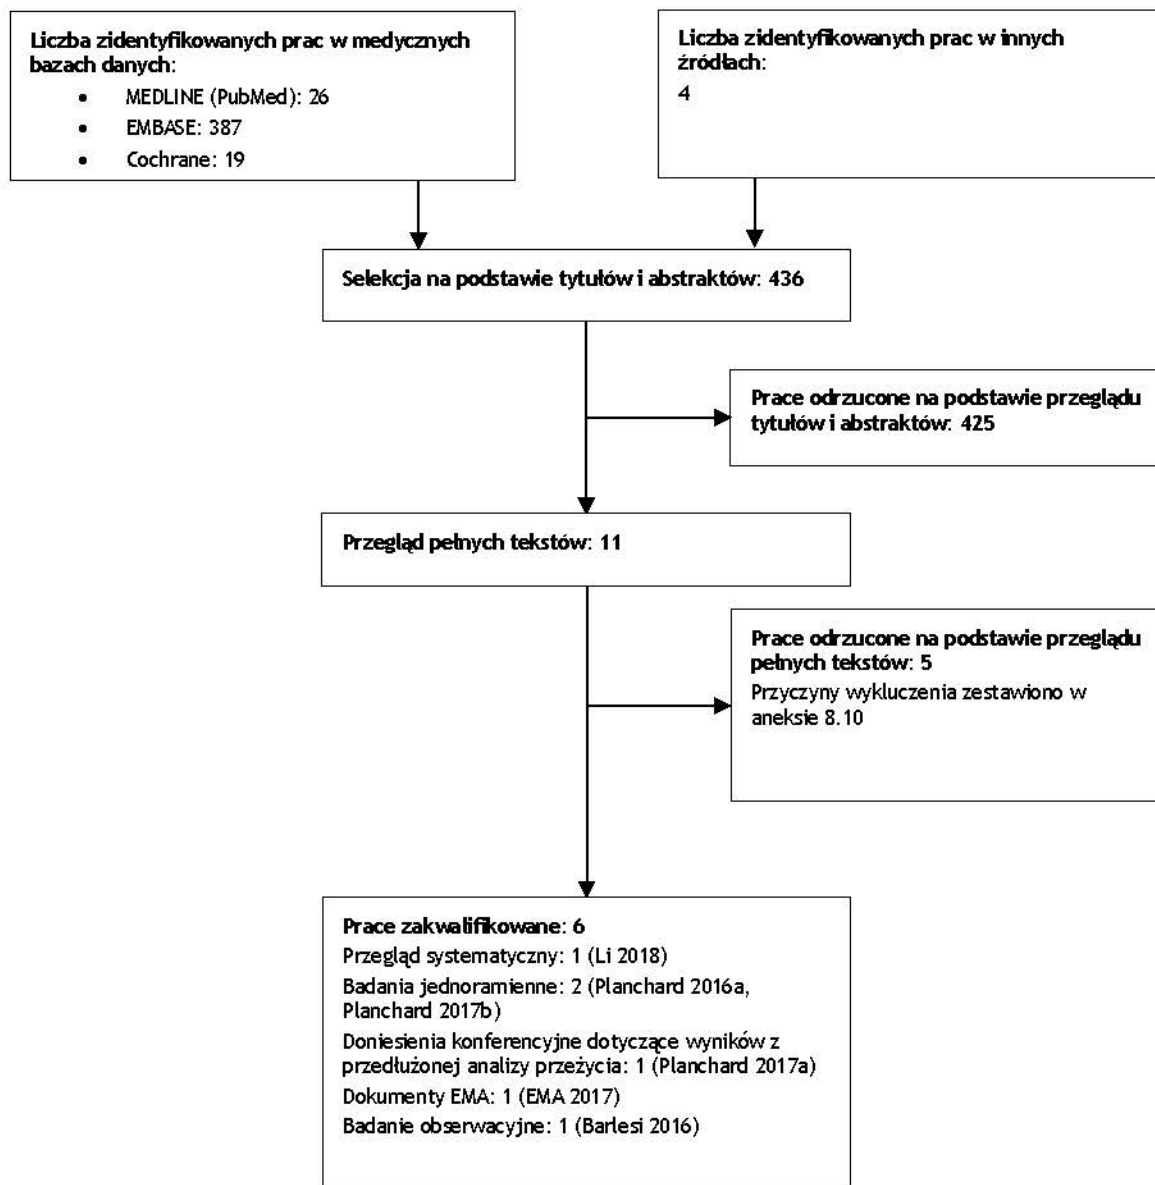 Liczba zidentyfikowanych prac w medycznych
bazach danych:
• MEDLINE (PubMed): 26
• EMBASE: 387
• Cochrane: 19
Liczba zidentyfikowanych prac w innych
źródłach:
4
Selekcja na podstawie tytułów i abstraktów: 436
Prace odrzucone na podstawie przeglądu
tytułów i abstraktów: 425
Przegląd pełnych tekstów: 11
Prace odrzucone na podstawie przeglądu
pełnych tekstów: 5
Przyczyny wykluczenia zestawiono w
aneksie 8.10
Prace zakwalifikowane: 6
Przegląd systematyczny: 1 (Li 2018)
Badania jednoramienne: 2 (Planchard 2016a,
Planchard 2017b)
Doniesienia konferencyjne dotyczące wyników z
przedłużonej analizy przeżycia: 1 (Planchard 2017a)
Dokumenty EMA: 1 (EMA 2017)
Badanie obserwacyjne: 1 (Barlesi 2016)